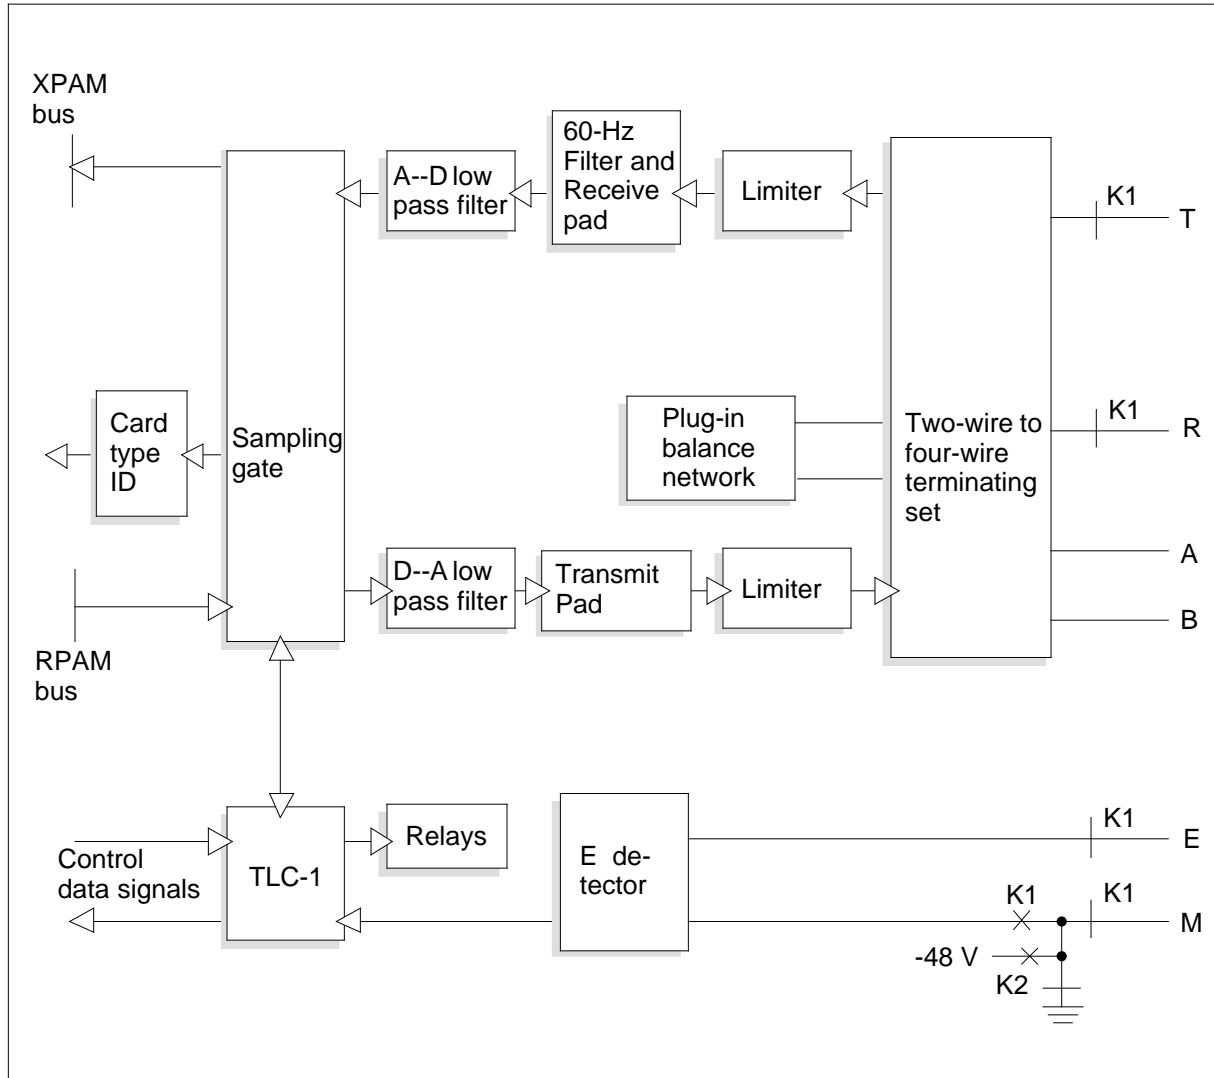 XPAM
bus
A--D low
pass filter
60-Hz
Filter and
Receive
pad
Limiter
K1
T
Card
type
ID
Sampling
gate
Plug-in
balance
network
Two-wire to
four-wire
terminating
set
K1
R
A
D--A low
pass filter
Transmit
Pad
Limiter
B
RPAM
bus
Control
data signals
TLC-1
Relays
E de-
tector
K1
E
K1
K1
M
-48 V
K2